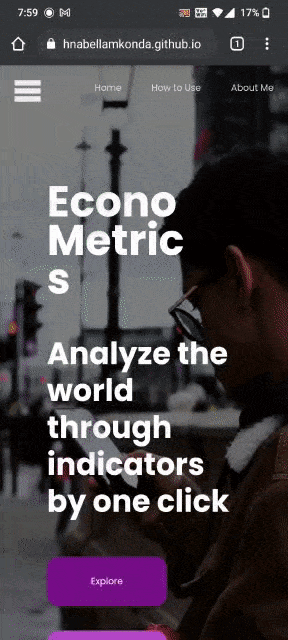 7:59 17%
hnabellamkonda.github.io 1
Home How to Use About Me
Econo
Metric
s
Analyze the
world
through
indicators
by one click
Explore